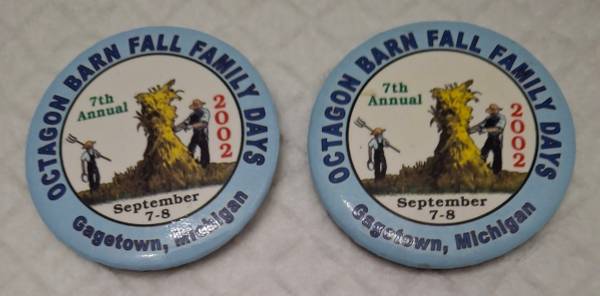 OCTAGON BARN FALL FAMILY DAYS
7th
Annual
2002
September
7-8
Gagetown, Michigan
OCTAGON BARN FALL FAMILY DAYS
7th
Annual
2002
September
7-8
Gagetown, Michigan